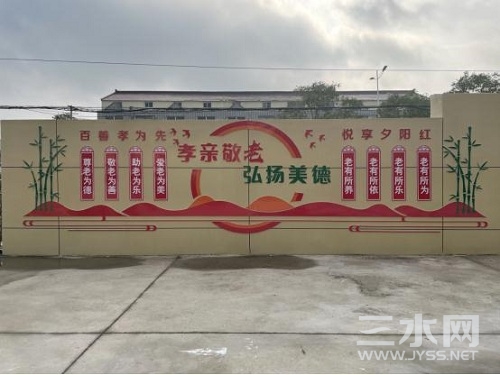 百善孝为先
孝亲敬老
弘扬美德
悦享夕阳红
尊老为德
敬老为善
助老为乐
爱老为美
老有所养
老有所依
老有所乐
老有所为
三水网
WWW.JYSS.NET